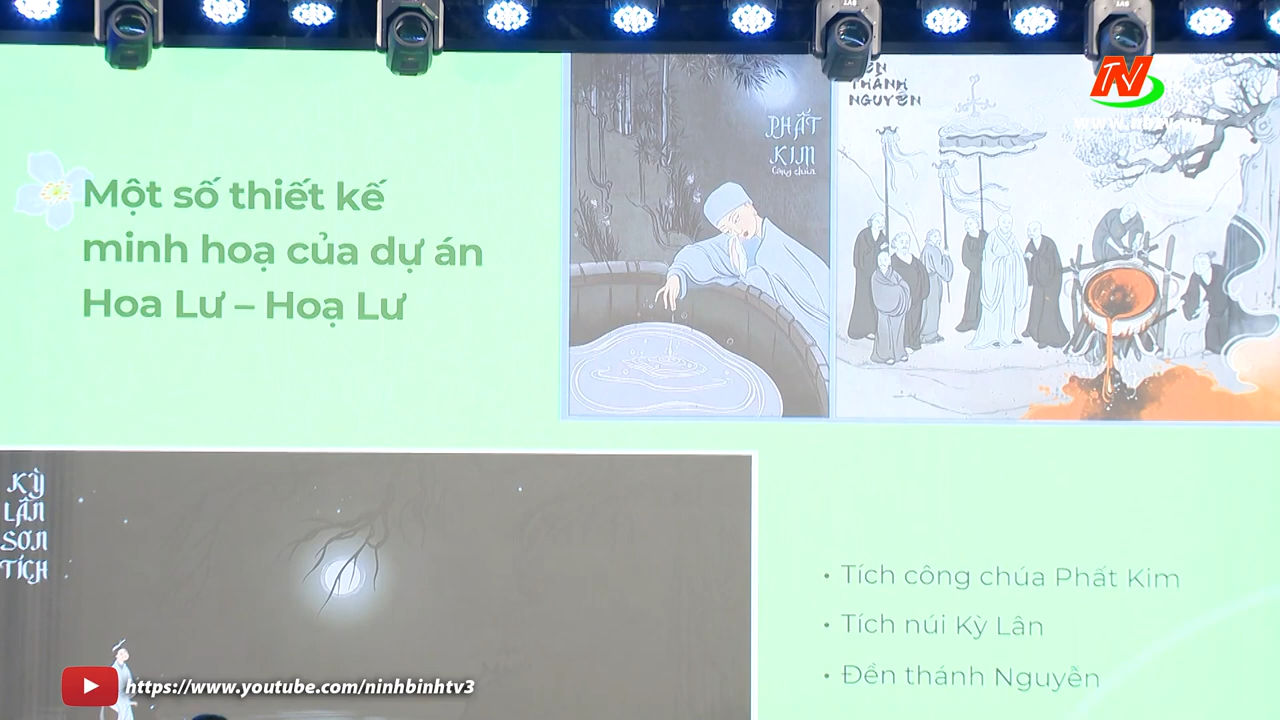 THÁNH
NGUYỄN
PHẤT
KIM
Công chúa
Một số thiết kế
minh hoạ của dự án
Hoa Lư – Hoạ Lư
KỲ
LÂN
SƠN
TÍCH
• Tích công chúa Phất Kim
• Tích núi Kỳ Lân
• Đền thánh Nguyễn
https://www.youtube.com/ninhbinhtv3